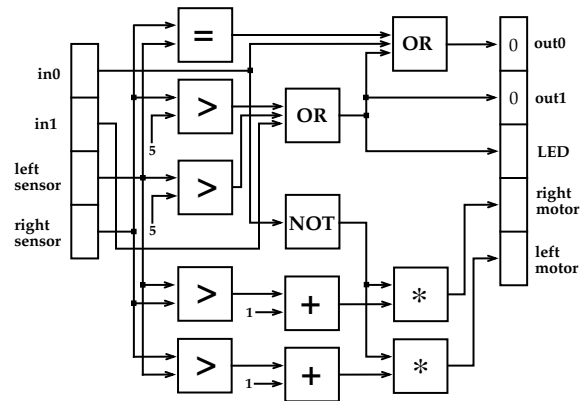 =
OR
0 out0
in0
>
OR
0 out1
in1
5
>
LED
left
sensor
5
NOT
right
motor
right
sensor
left
motor
>
1
+
*
>
1
+
*